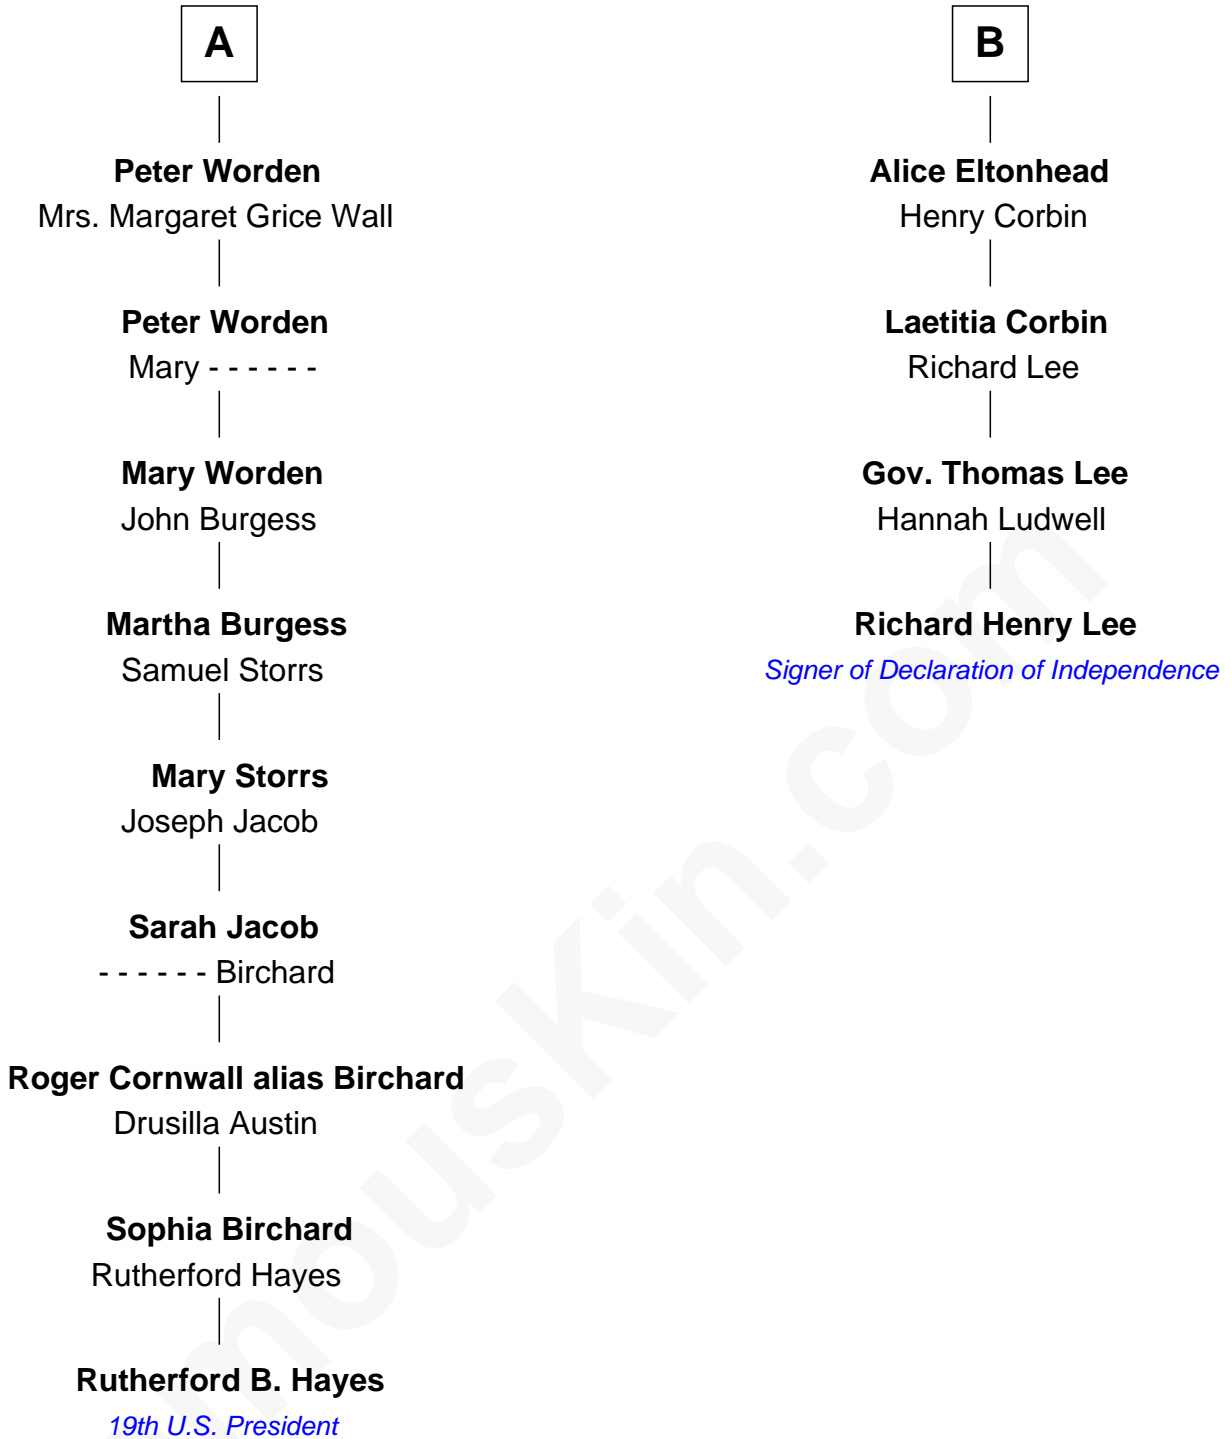 A
Peter Worden
Mrs. Margaret Grice Wall
Peter Worden
Mary - - - - - -
Mary Worden
John Burgess
Martha Burgess
Samuel Storrs
Mary Storrs
Joseph Jacob
Sarah Jacob
- - - - - - Birchard
Roger Cornwall alias Birchard
Drusilla Austin
Sophia Birchard
Rutherford Hayes
Rutherford B. Hayes
19th U.S. President
B
Alice Eltonhead
Henry Corbin
Laetitia Corbin
Richard Lee
Gov. Thomas Lee
Hannah Ludwell
Richard Henry Lee
Signer of Declaration of Independence
mousKin.com